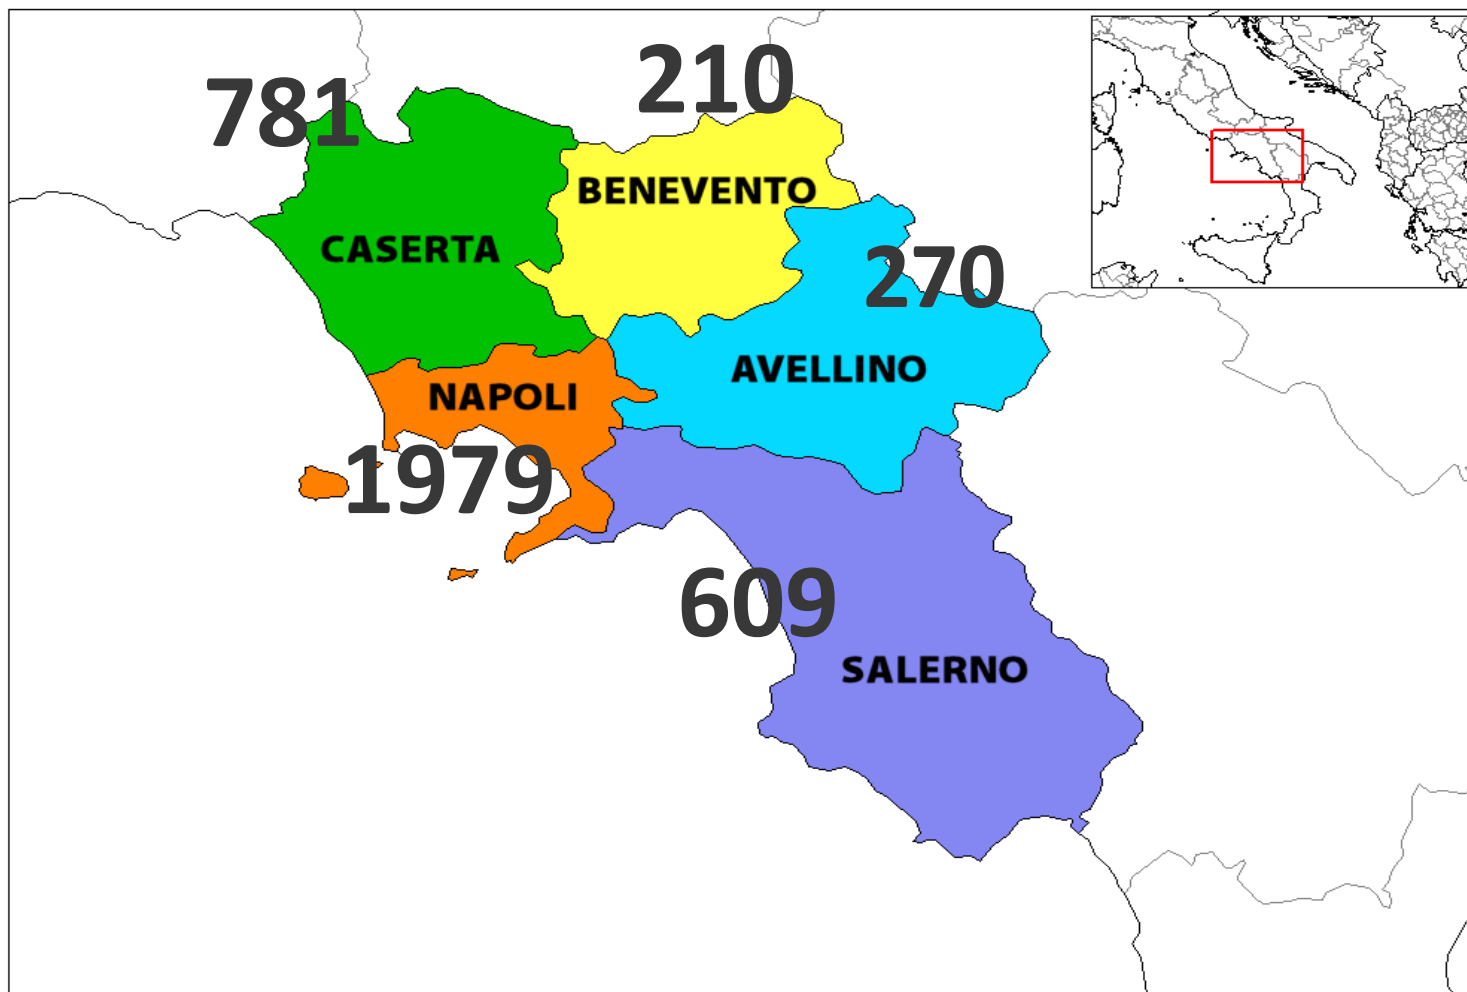 210
781
BENEVENTO
CASERTA
270
AVELLINO
NAPOLI
1979
609
SALERNO